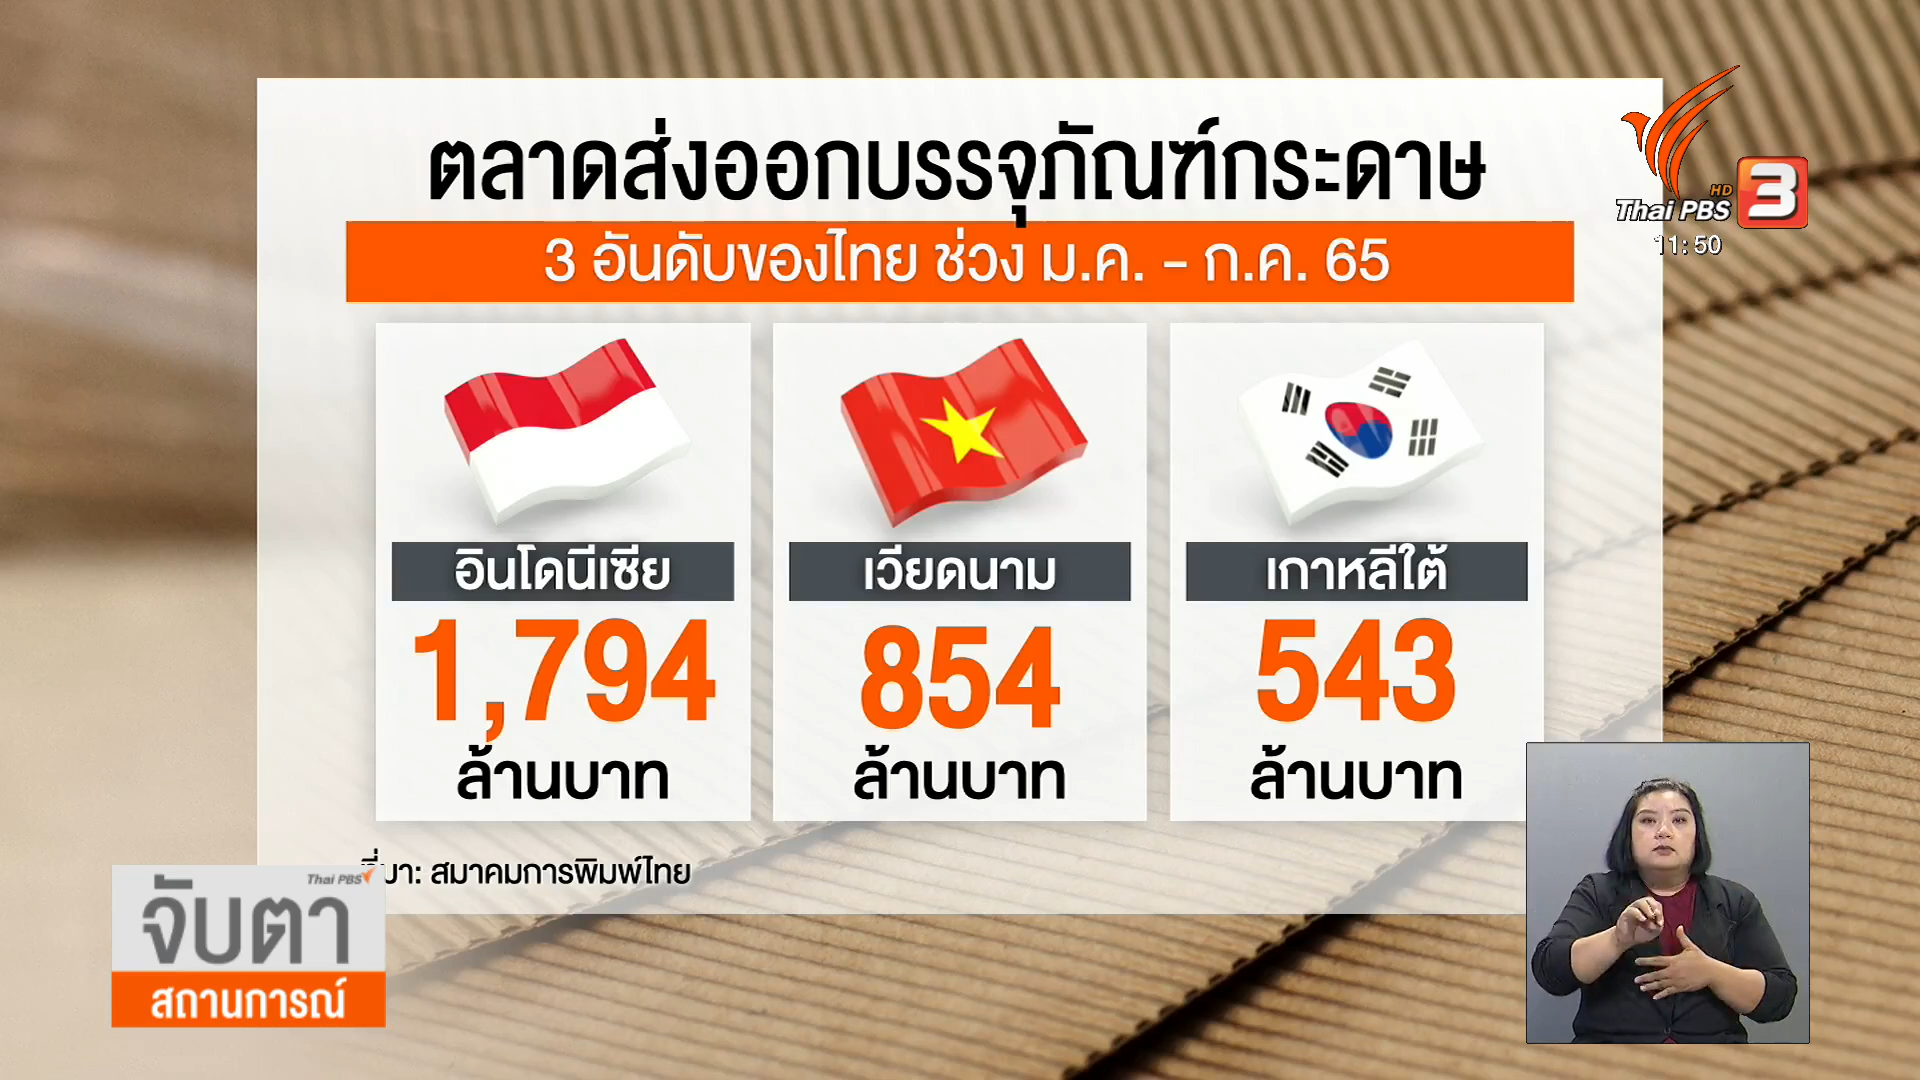 ตลาดส่งออกบรรจุภัณฑ์กระดาษ
3 อันดับของไทย ช่วง ม.ค. - ก.ค. 65
HD
Thai PBS 3
11:50
อินโดนีเซีย
1,794
ล้านบาท
เวียดนาม
854
ล้านบาท
เกาหลีใต้
543
ล้านบาท
ที่มา: สมาคมการพิมพ์ไทย
Thai PBS
จับตา
สถานการณ์